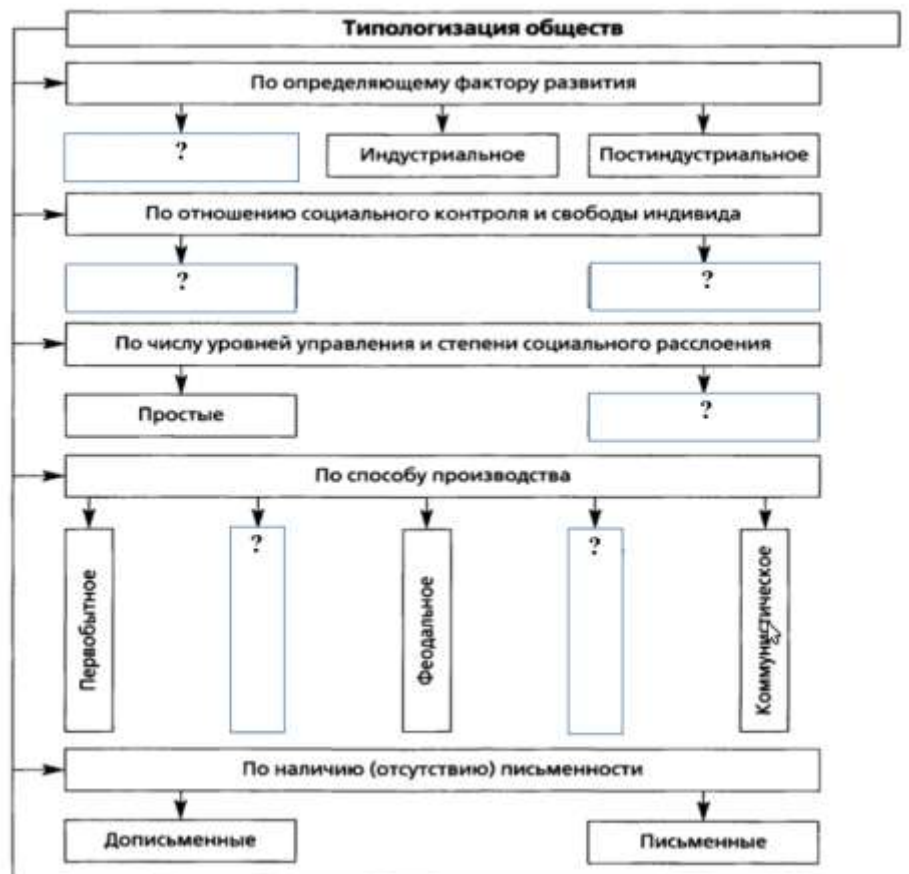 Типологизация обществ
По определяющему фактору развития
?
Индустриальное
Постиндустриальное
По отношению социального контроля и свободы индивида
?
?
По числу уровней управления и степени социального расслоения
Простые
?
По способу производства
Первобытное
?
Феодальное
?
Коммунистическое
По наличию (отсутствию) письменности
Дописьменные
Письменные